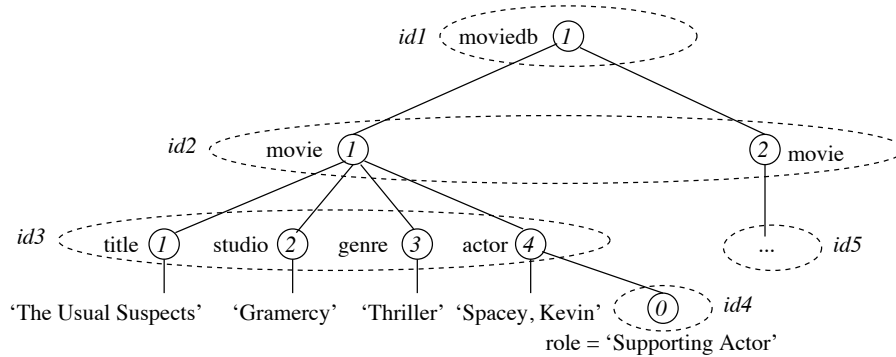 id1 moviedb 1
id2 movie 1 2 movie
id3 title 1 studio 2 genre 3 actor 4 ... id5
‘The Usual Suspects’ ‘Gramercy’ ‘Thriller’ ‘Spacey, Kevin’ 0 id4
role = ‘Supporting Actor’